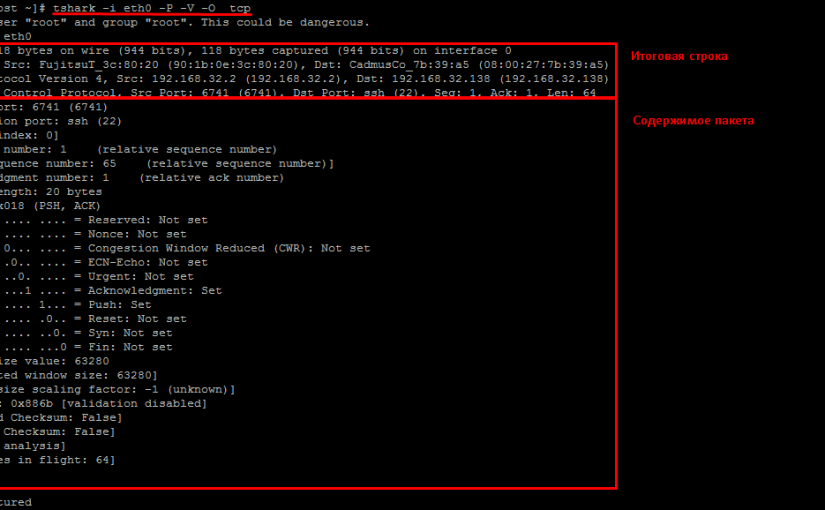 ost ~]# tshark -i eth0 -P -V -O tcp
ser "root" and group "root". This could be dangerous.
eth0
18 bytes on wire (944 bits), 118 bytes captured (944 bits) on interface 0
Итоговая строка
Src: FujitsuT_3c:80:20 (90:1b:0e:3c:80:20), Dst: CadmusCo_7b:39:a5 (08:00:27:7b:39:a5)
tocol Version 4, Src: 192.168.32.2 (192.168.32.2), Dst: 192.168.32.138 (192.168.32.138)
Control Protocol, Src Port: 6741 (6741), Dst Port: ssh (22), Seq: 1, Ack: 1, Len: 64
ort: 6741 (6741)
Содержимое пакета
ion port: ssh (22)
index: 0]
number: 1 (relative sequence number)
quence number: 65 (relative sequence number)]
dgment number: 1 (relative ack number)
ength: 20 bytes
x018 (PSH, ACK)
.... .... = Reserved: Not set
.... .... = Nonce: Not set
0... .... = Congestion Window Reduced (CWR): Not set
.0.. .... = ECN-Echo: Not set
..0. .... = Urgent: Not set
...1 .... = Acknowledgment: Set
.... 1... = Push: Set
.... .0.. = Reset: Not set
.... ..0. = Syn: Not set
.... ...0 = Fin: Not set
ize value: 63280
ted window size: 63280]
size scaling factor: -1 (unknown)]
: 0x886b [validation disabled]
d Checksum: False]
Checksum: False]
analysis]
es in flight: 64]
tured